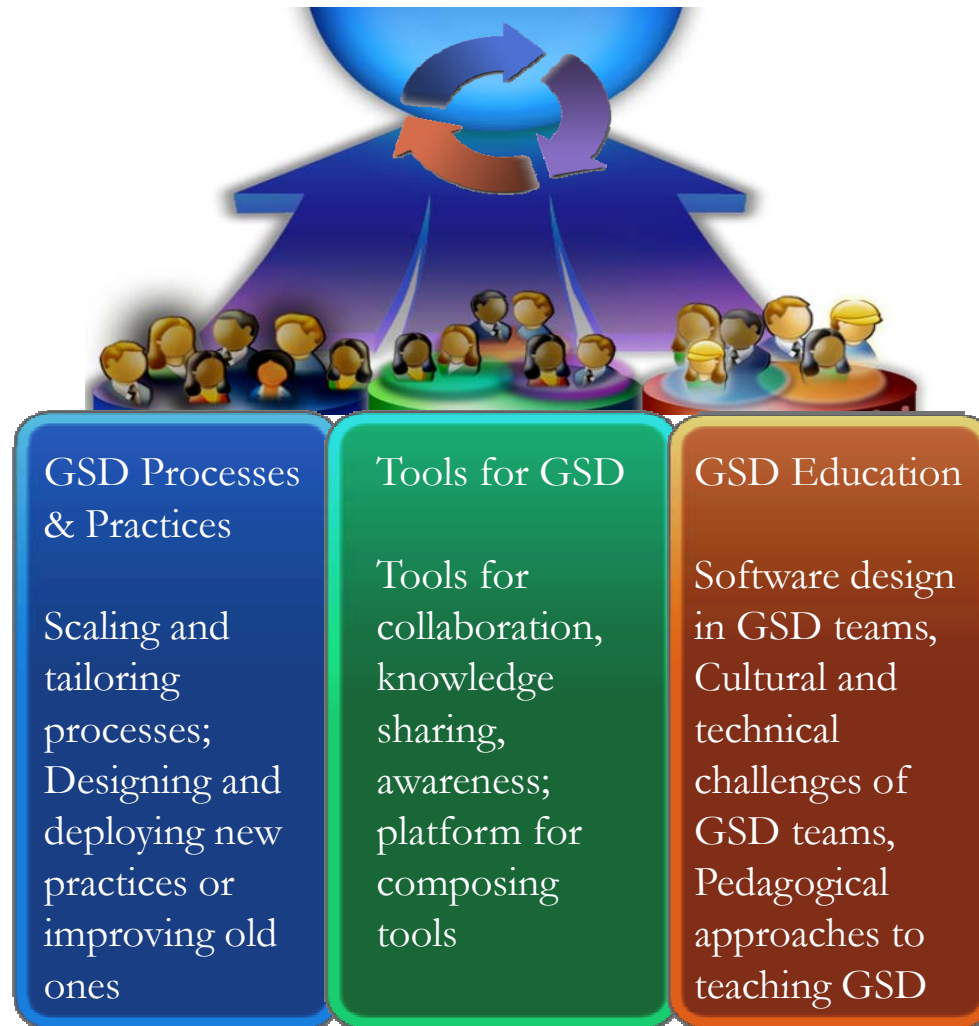 GSD Processes
& Practices
Scaling and
tailoring
processes;
Designing and
deploying new
practices or
improving old
ones
Tools for GSD
Tools for
collaboration,
knowledge
sharing,
awareness;
platform for
composing
tools
GSD Education
Software design
in GSD teams,
Cultural and
technical
challenges of
GSD teams,
Pedagogical
approaches to
teaching GSD